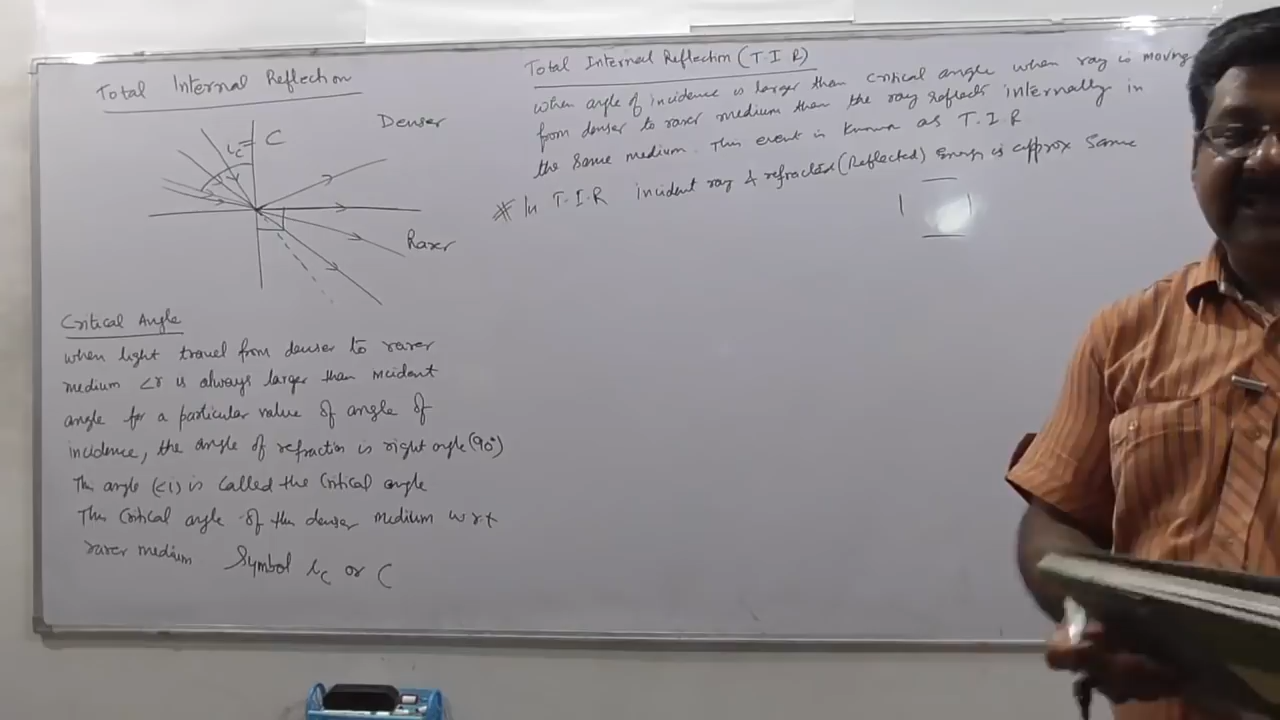 Total Internal Reflection
Denser
ic = C
Rarer
Critical Angle
when light travel from denser to rarer
medium <r is always larger than incident
angle for a particular value of angle of
incidence, the angle of refraction is right angle (90°)
This angle (<i) is called the critical angle
This critical angle of the denser medium w r t
rarer medium Symbol ic or C
Total Internal Reflection (T.I.R)
when angle of incidence is larger than critical angle when ray is moving
from denser to rarer medium than the ray reflects internally in
the same medium. This event is known as T.I.R
# In T.I.R incident ray & refracted (Reflected) Energy is approx same